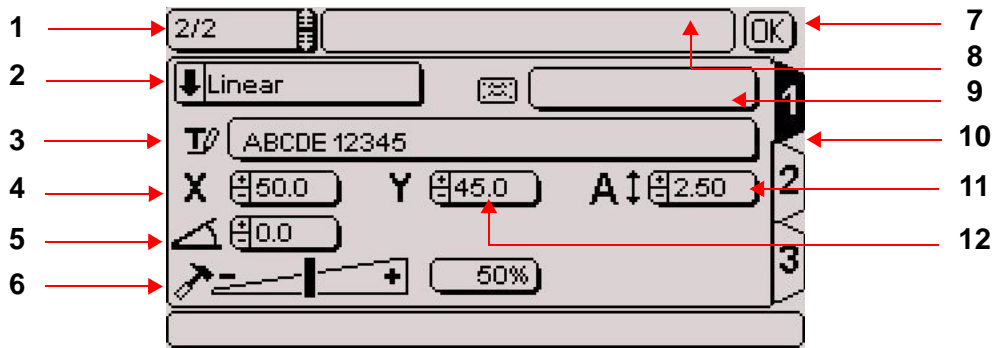 1 2/2 OK 7
8
2 Linear 9
1
3 ABCDE 12345 10
4 X +- 50.0 Y +- 45.0 A +- 2.50 2 11
5 +- 0.0 12
6 - + 50% 3